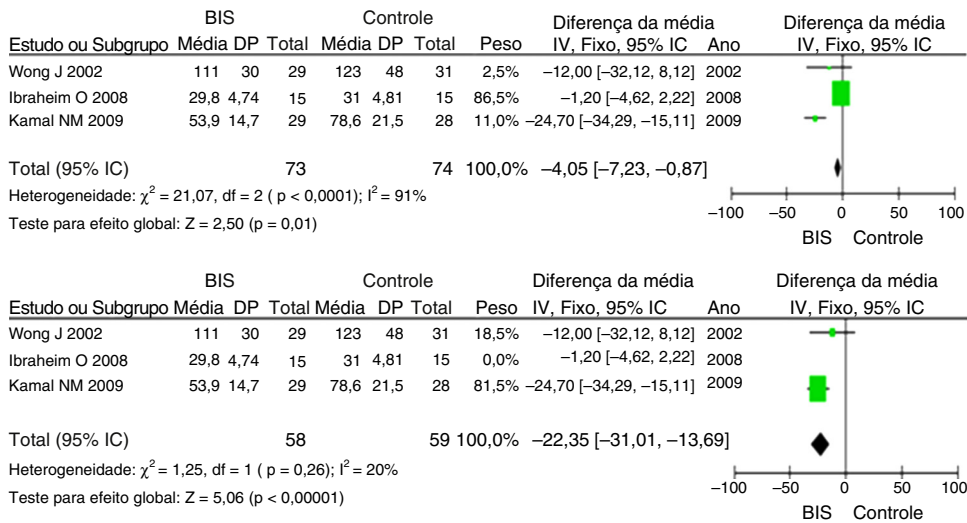 BIS Controle Diferença da média Diferença da média
Estudo ou Subgrupo Média DP Total Média DP Total Peso IV, Fixo, 95% IC Ano IV, Fixo, 95% IC
Wong J 2002 111 30 29 123 48 31 2,5% −12,00 [−32,12, 8,12] 2002
Ibraheim O 2008 29,8 4,74 15 31 4,81 15 86,5% −1,20 [−4,62, 2,22] 2008
Kamal NM 2009 53,9 14,7 29 78,6 21,5 28 11,0% −24,70 [−34,29, −15,11] 2009
Total (95% IC) 73 74 100,0% −4,05 [−7,23, −0,87]
Heterogeneidade: χ² = 21,07, df = 2 ( p < 0,0001); I² = 91%
Teste para efeito global: Z = 2,50 (p = 0,01)
−100 −50 0 50 100
BIS Controle
BIS Controle Diferença da média Diferença da média
Estudo ou Subgrupo Média DP Total Média DP Total Peso IV, Fixo, 95% IC Ano IV, Fixo, 95% IC
Wong J 2002 111 30 29 123 48 31 18,5% −12,00 [−32,12, 8,12] 2002
Ibraheim O 2008 29,8 4,74 15 31 4,81 15 0,0% −1,20 [−4,62, 2,22] 2008
Kamal NM 2009 53,9 14,7 29 78,6 21,5 28 81,5% −24,70 [−34,29, −15,11] 2009
Total (95% IC) 58 59 100,0% −22,35 [−31,01, −13,69]
Heterogeneidade: χ² = 1,25, df = 1 ( p = 0,26); I² = 20%
Teste para efeito global: Z = 5,06 (p < 0,00001)
−100 −50 0 50 100
BIS Controle